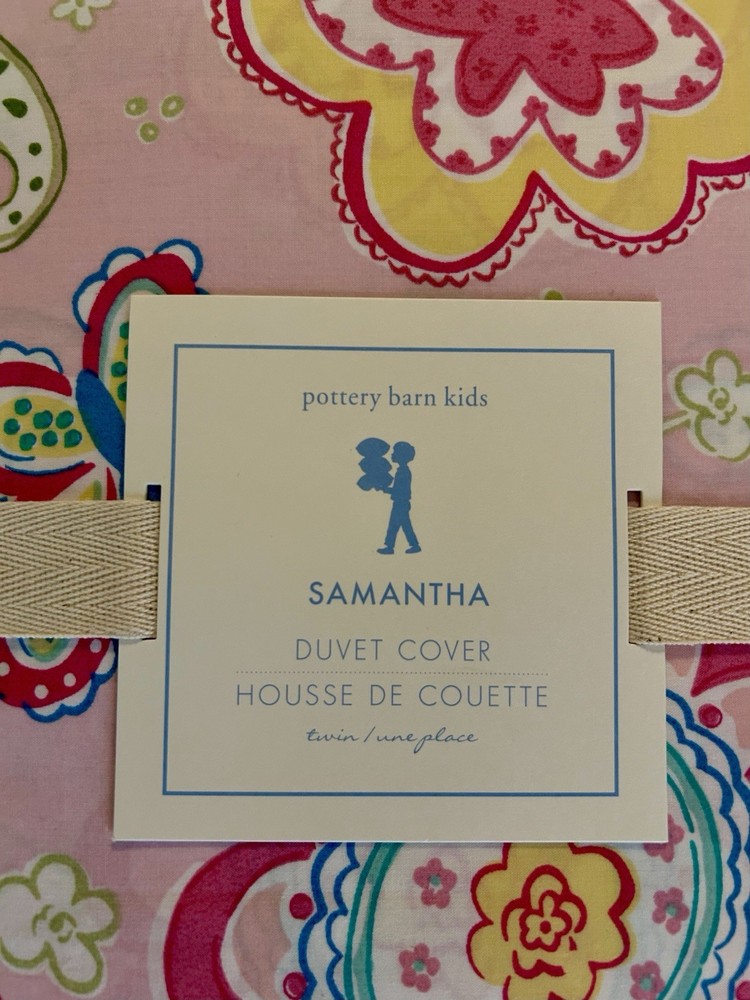 pottery barn kids
SAMANTHA
DUVET COVER
HOUSSE DE COUETTE
twin / une place